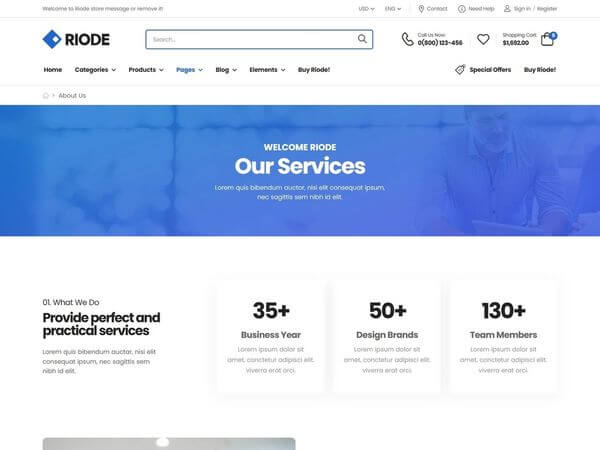 Welcome to Riode store message or remove it!
USD
ENG
Contact
Need Help
Sign in / Register
RIODE
Search...
Call Us Now:
0(800) 123-456
Shopping Cart:
$1,692.00
Home
Categories
Products
Pages
Blog
Elements
Buy Riode!
Special Offers
Buy Riode!
> About Us
WELCOME RIODE
Our Services
Lorem quis bibendum auctor, nisi elit consequat ipsum,
nec sagittis sem nibh id elit.
01. What We Do
Provide perfect and
practical services
Lorem quis bibendum auctor, nisi elit
consequat ipsum, nec sagittis sem
nibh id elit.
35+
Business Year
Lorem ipsum dolor sit
amet, conctetur adipisci elit.
viverra erat orci.
50+
Design Brands
Lorem ipsum dolor sit
amet, conctetur adipisci elit.
viverra erat orci.
130+
Team Members
Lorem ipsum dolor sit
amet, conctetur adipisci elit.
viverra erat orci.